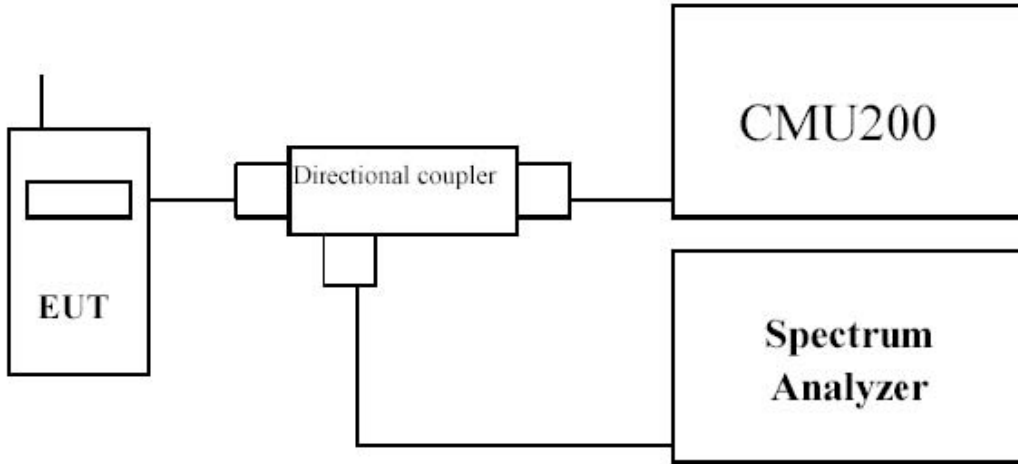 CMU200
Directional coupler
EUT
Spectrum
Analyzer